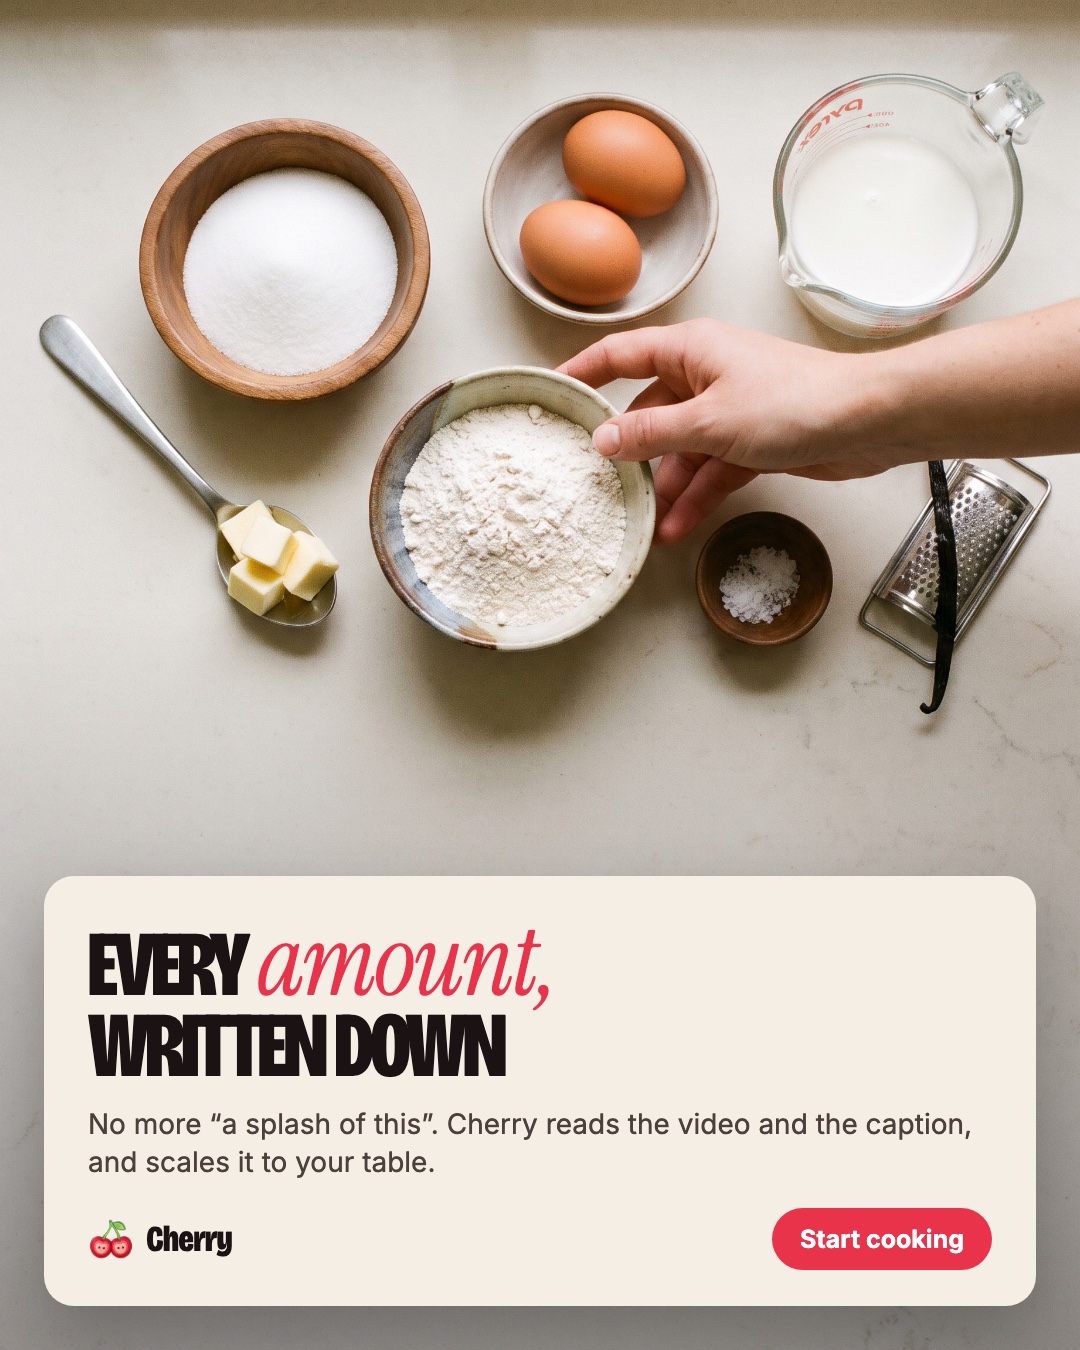 pyrex
EVERY amount,
WRITTEN DOWN
No more “a splash of this”. Cherry reads the video and the caption,
and scales it to your table.
Cherry
Start cooking